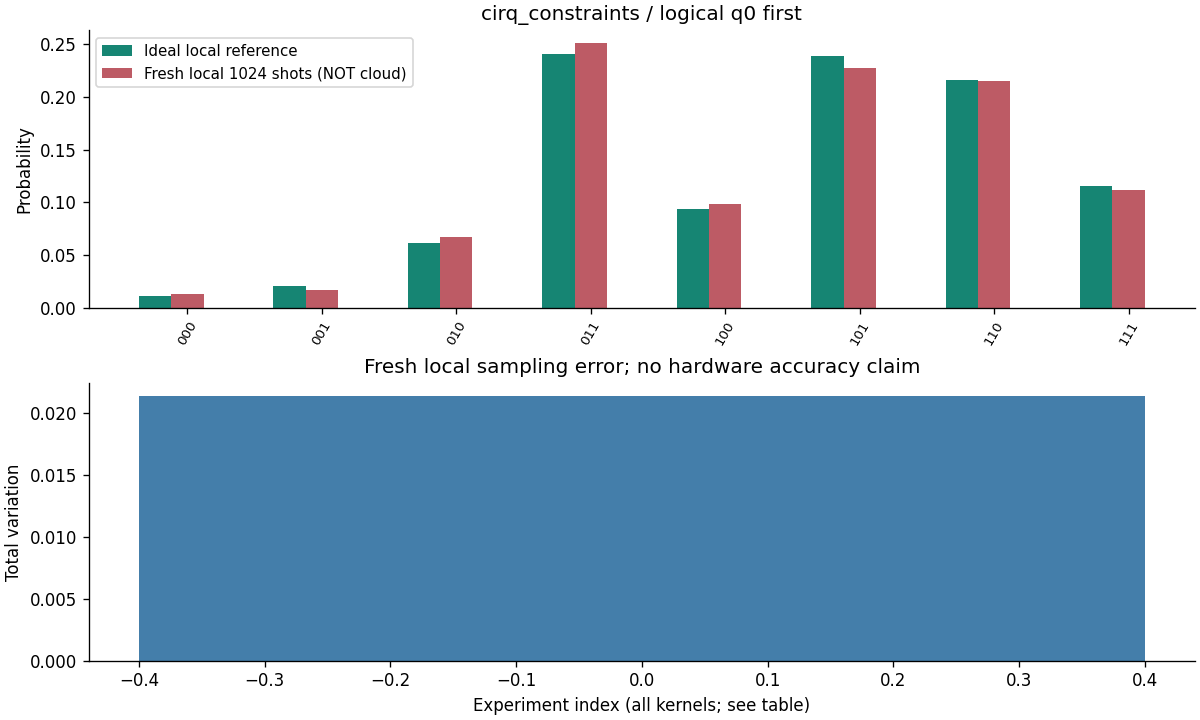 cirq_constraints / logical q0 first
Ideal local reference
Fresh local 1024 shots (NOT cloud)
Probability
0.25
0.20
0.15
0.10
0.05
0.00
000 001 010 011 100 101 110 111
Fresh local sampling error; no hardware accuracy claim
Total variation
0.020
0.015
0.010
0.005
0.000
−0.4 −0.3 −0.2 −0.1 0.0 0.1 0.2 0.3 0.4
Experiment index (all kernels; see table)